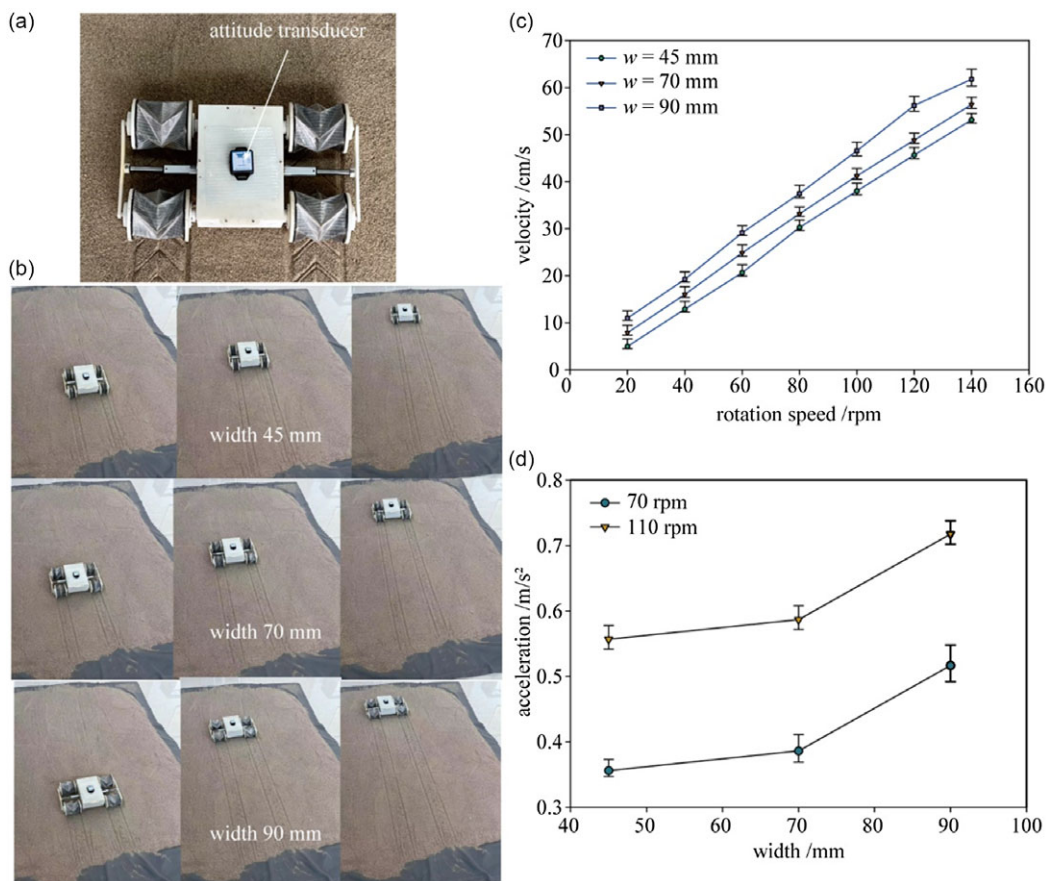 (a)
attitude transducer
(b)
width 45 mm
width 70 mm
width 90 mm
(c)
70
60
50
40
30
20
10
0
velocity /cm/s
w = 45 mm
w = 70 mm
w = 90 mm
0 20 40 60 80 100 120 140 160
rotation speed /rpm
(d)
0.8
0.7
0.6
0.5
0.4
0.3
acceleration /m/s²
70 rpm
110 rpm
40 50 60 70 80 90 100
width /mm